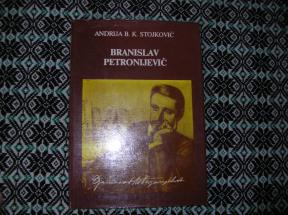 ANDRIJA B. K. STOJKOVIĆ
BRANISLAV
PETRONIJEVIĆ